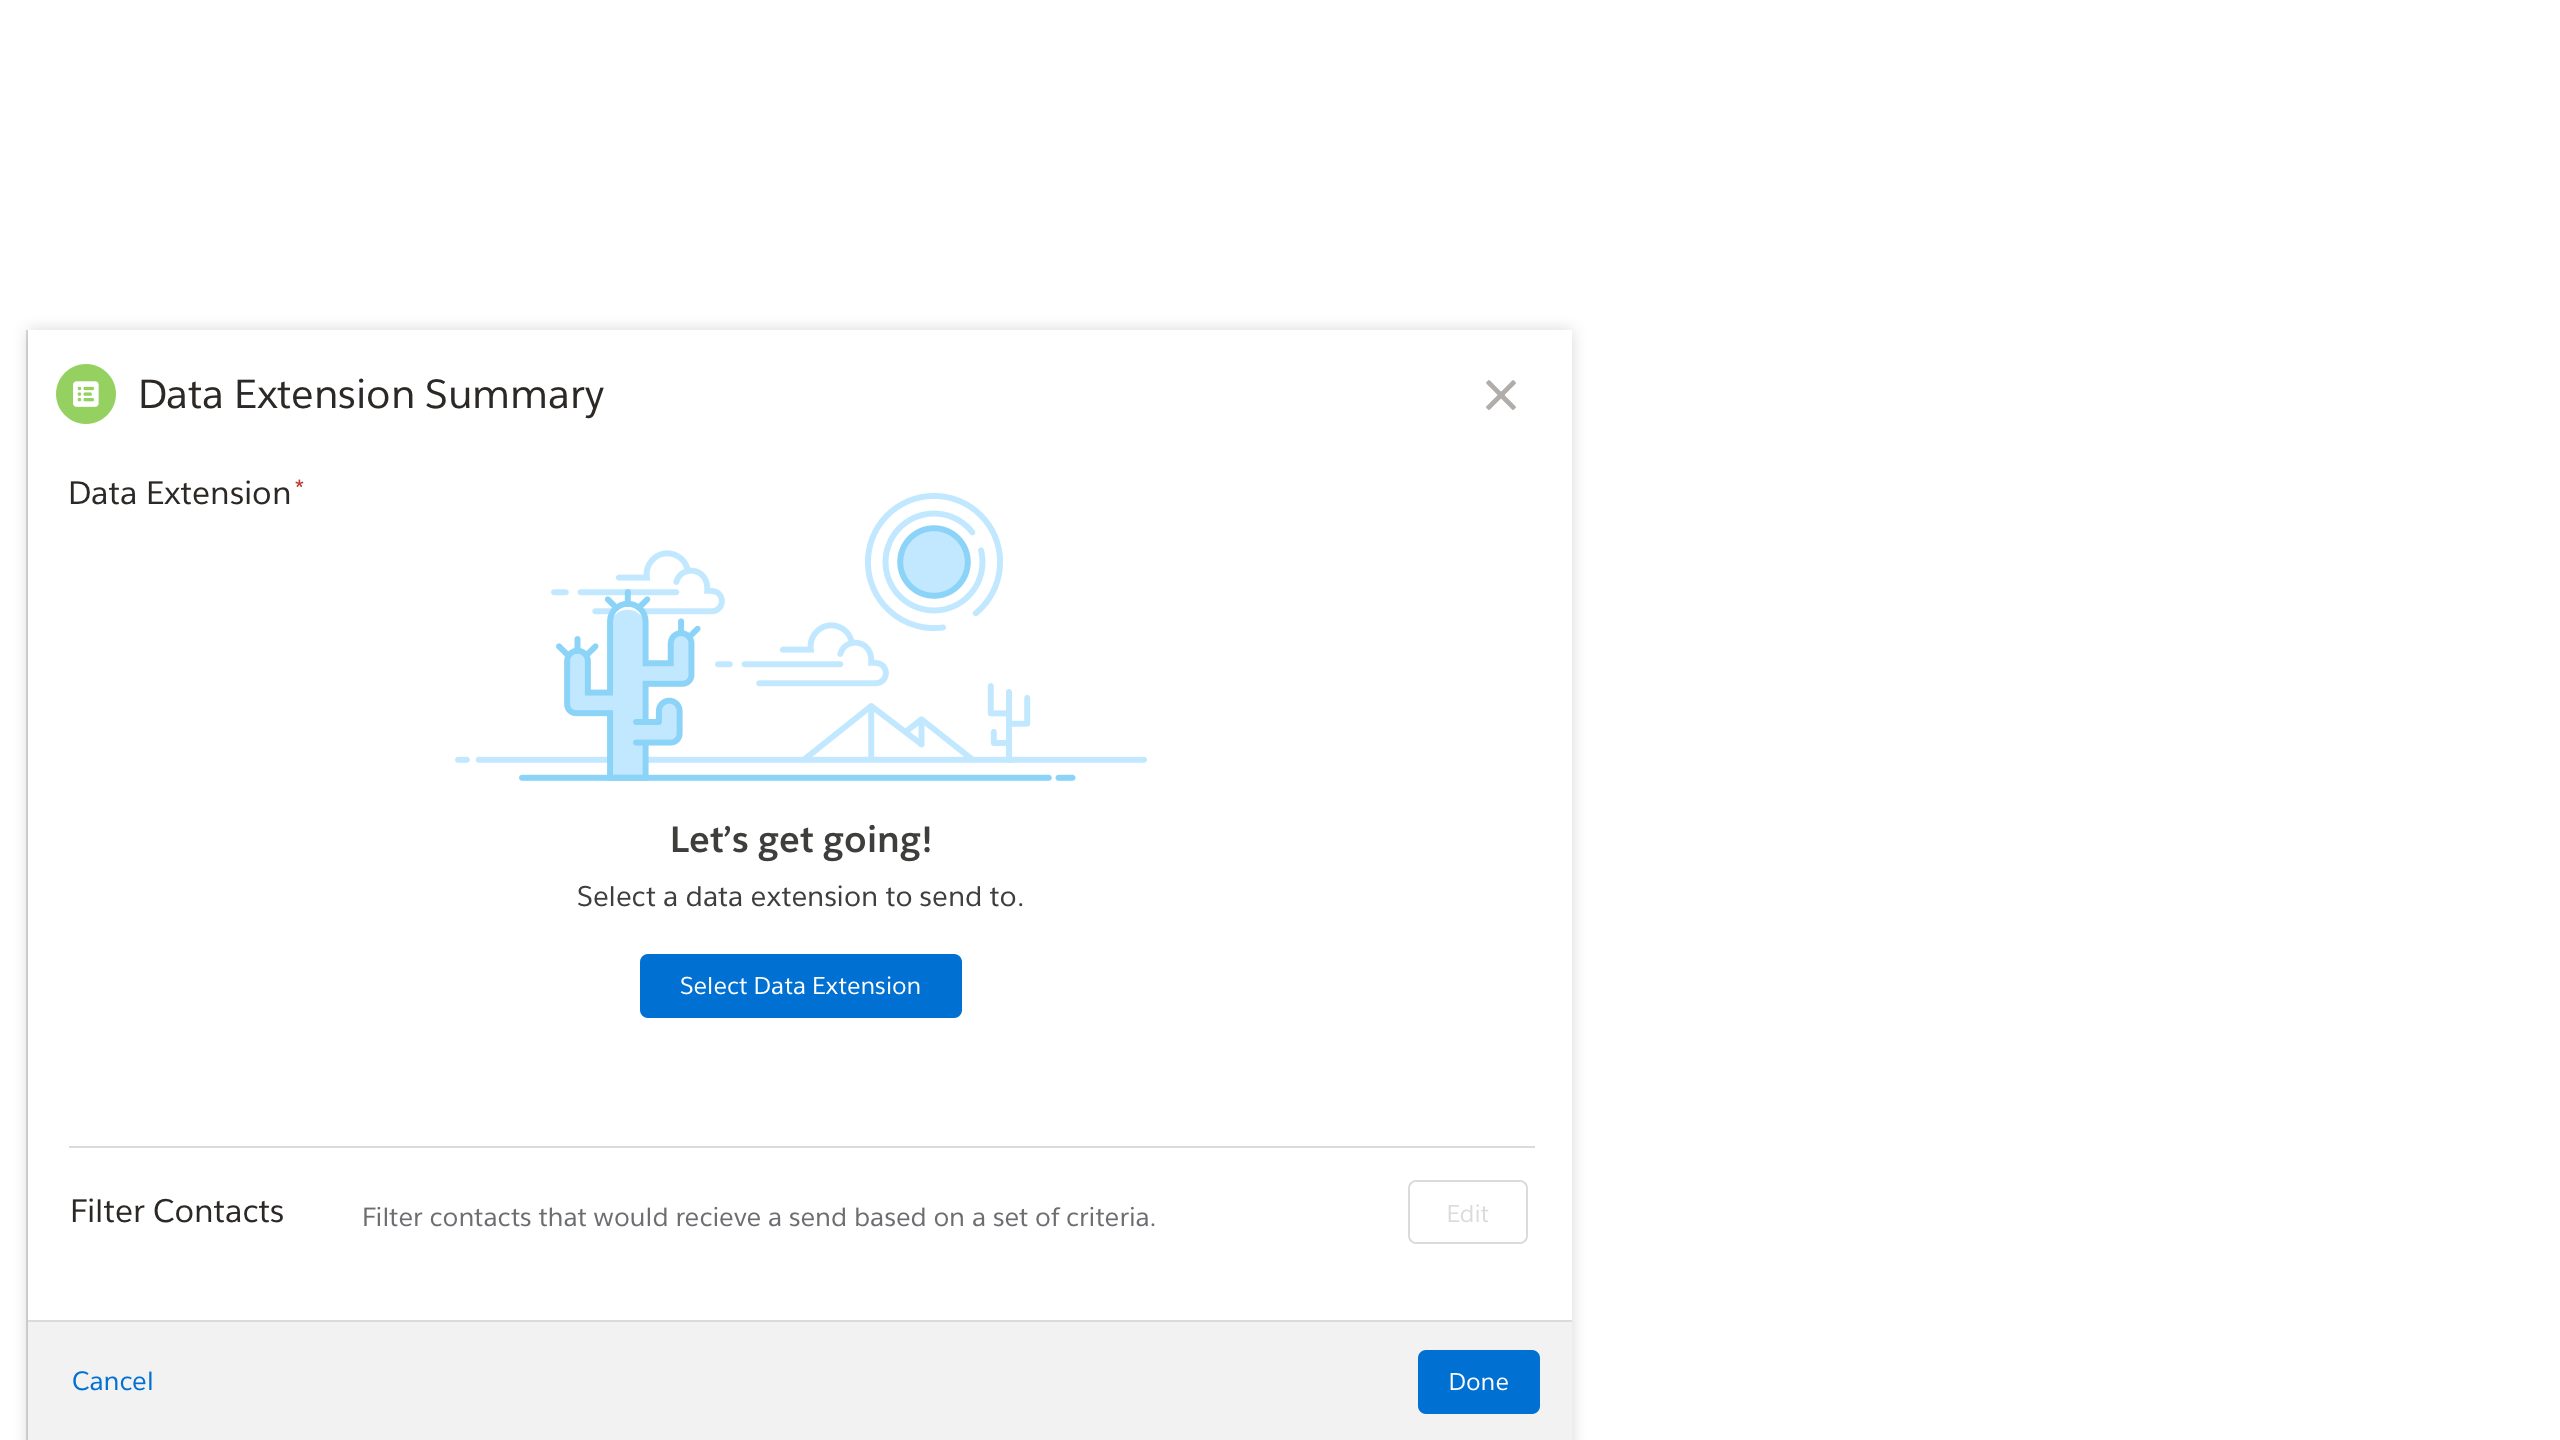 Data Extension Summary
Data Extension*
Let’s get going!
Select a data extension to send to.
Select Data Extension
Filter Contacts
Filter contacts that would recieve a send based on a set of criteria.
Edit
Cancel
Done